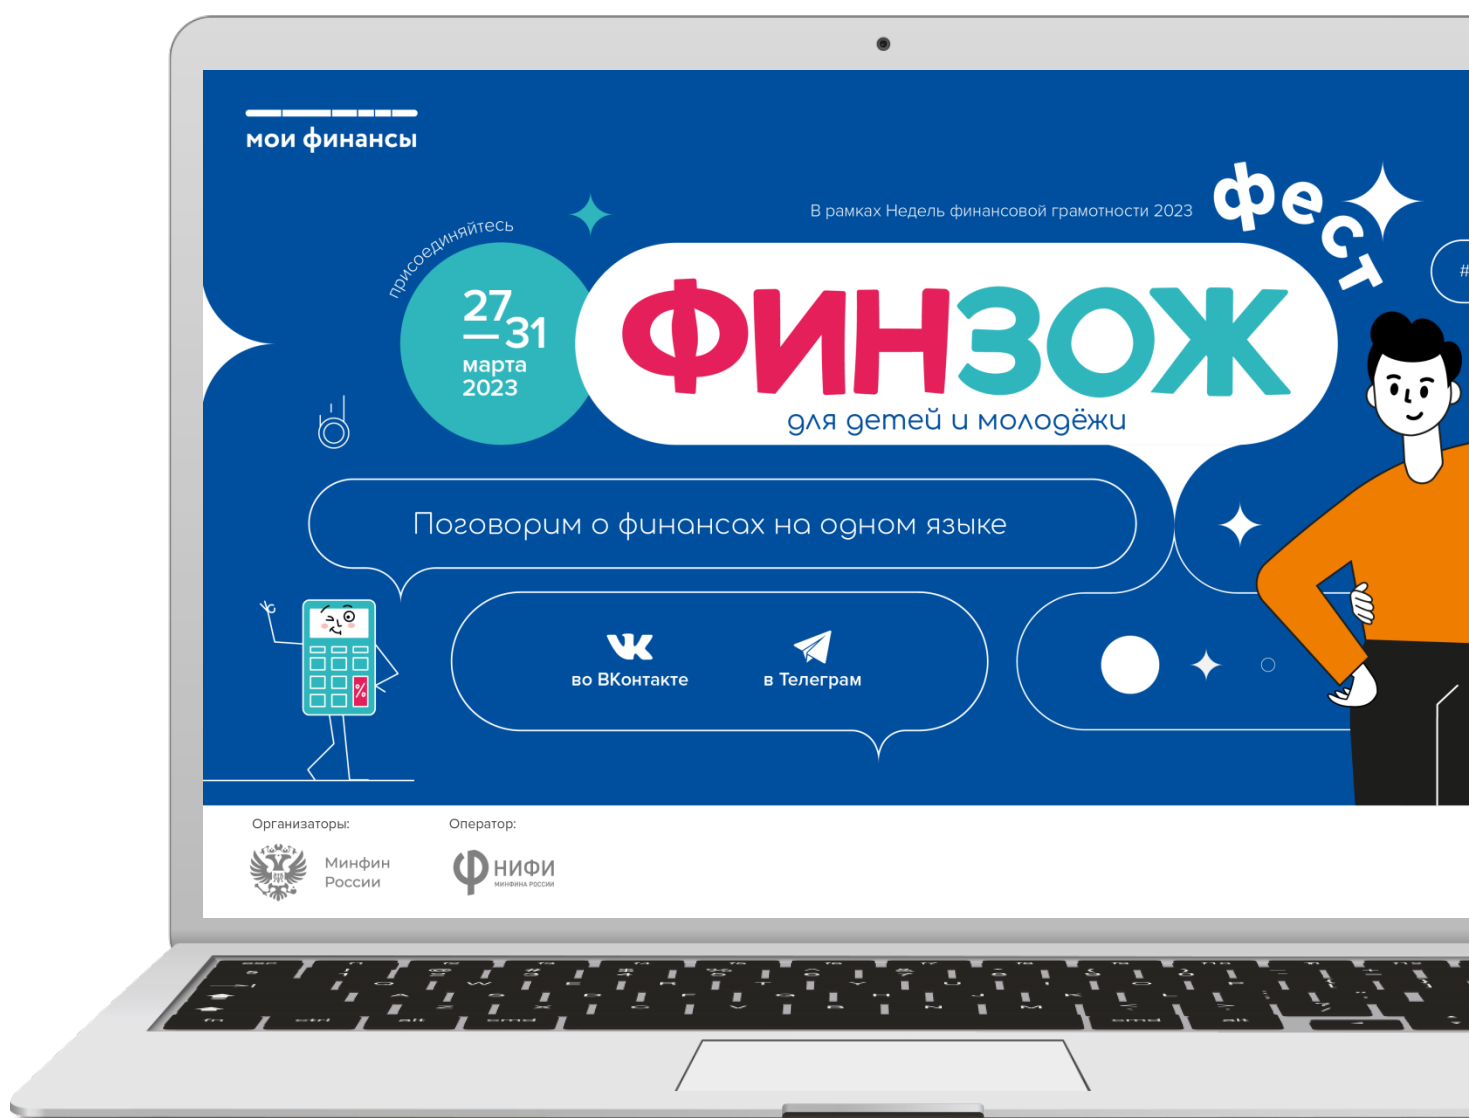 мои финансы
В рамках Недель финансовой грамотности 2023
фест
присоединяйтесь
27
—31
марта
2023
ФИНЗОЖ
для детей и молодёжи
#
Поговорим о финансах на одном языке
во ВКонтакте
в Телеграм
%
Организаторы:
Оператор:
Минфин
России
НИФИ
МИНФИНА РОССИИ